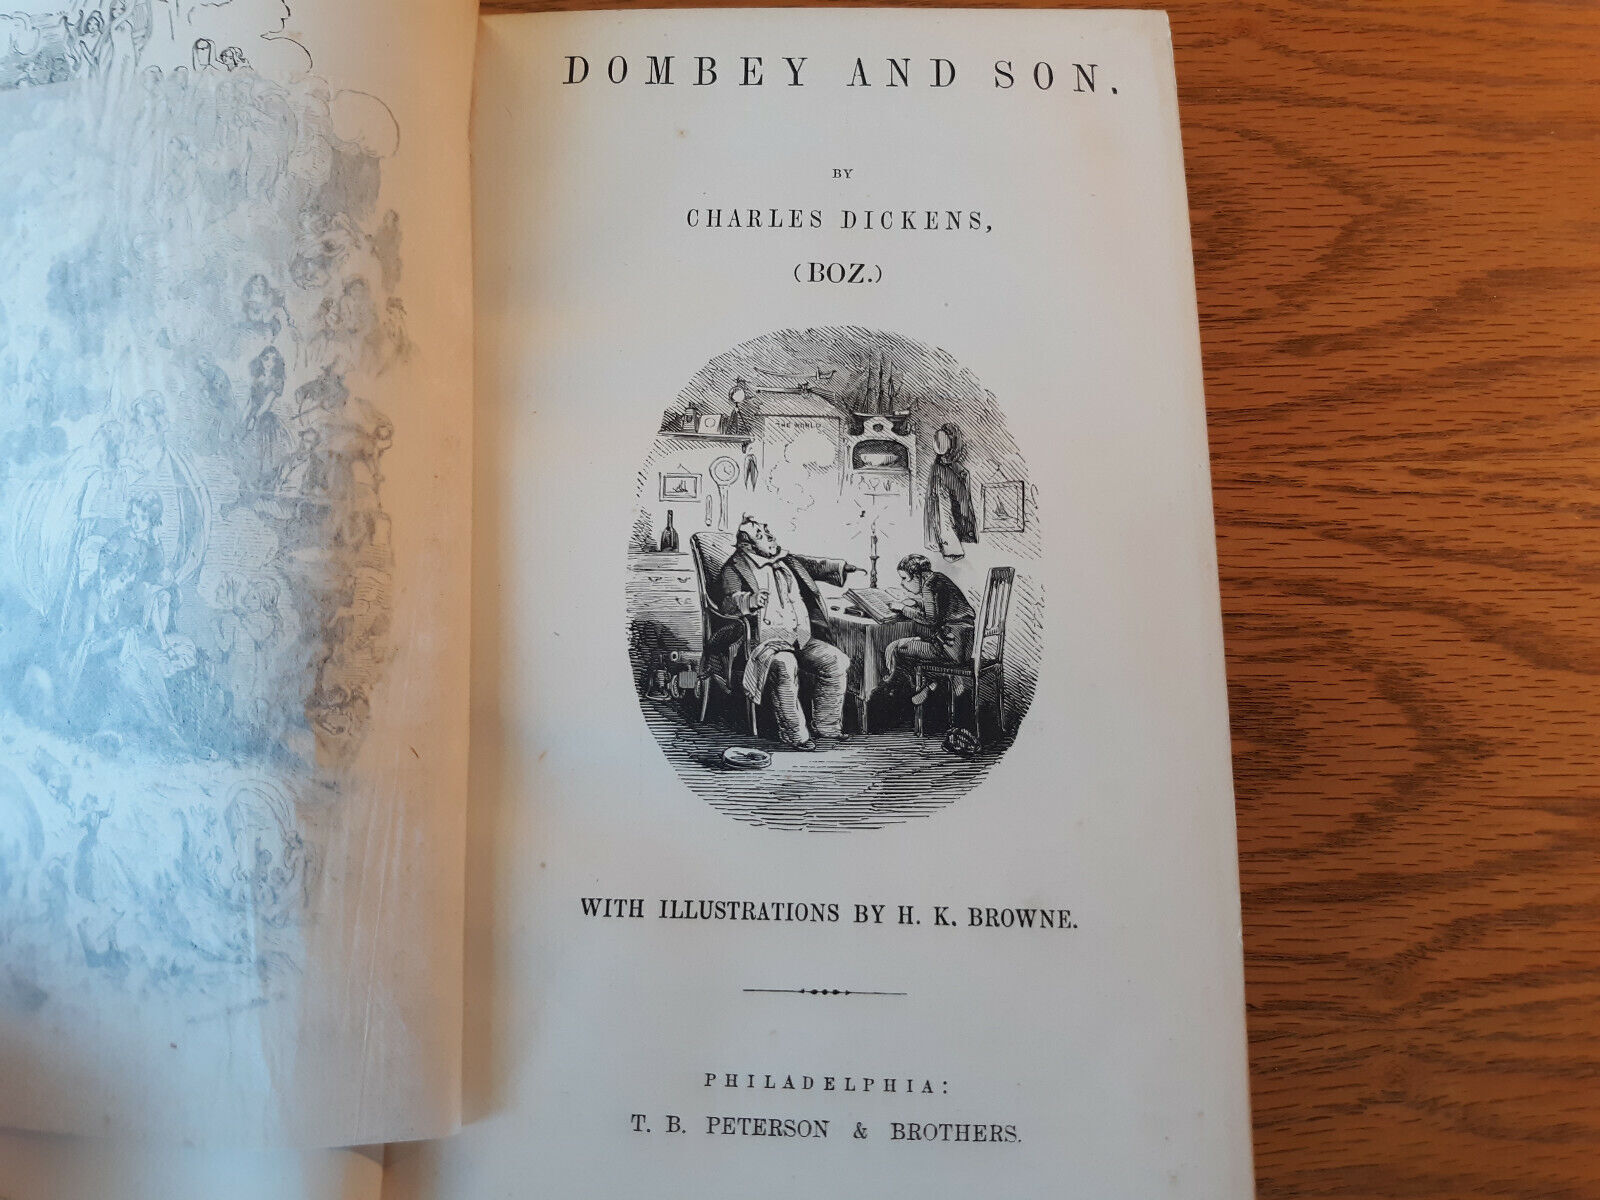 DOMBEY AND SON.
BY
CHARLES DICKENS,
(BOZ.)
THE WORLD
WITH ILLUSTRATIONS BY H. K. BROWNE.
PHILADELPHIA:
T. B. PETERSON & BROTHERS.